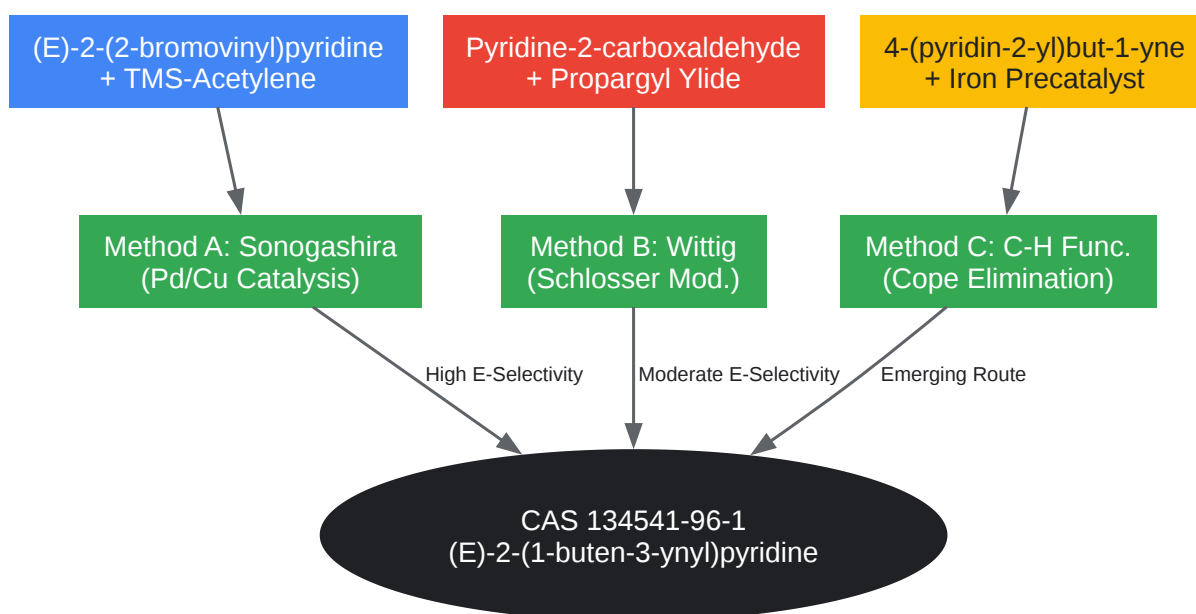 (E)-2-(2-bromovinyl)pyridine
+ TMS-Acetylene
Pyridine-2-carboxaldehyde
+ Propargyl Ylide
4-(pyridin-2-yl)but-1-yne
+ Iron Precatalyst
Method A: Sonogashira
(Pd/Cu Catalysis)
Method B: Wittig
(Schlosser Mod.)
Method C: C-H Func.
(Cope Elimination)
High E-Selectivity
Moderate E-Selectivity
Emerging Route
CAS 134541-96-1
(E)-2-(1-buten-3-ynyl)pyridine